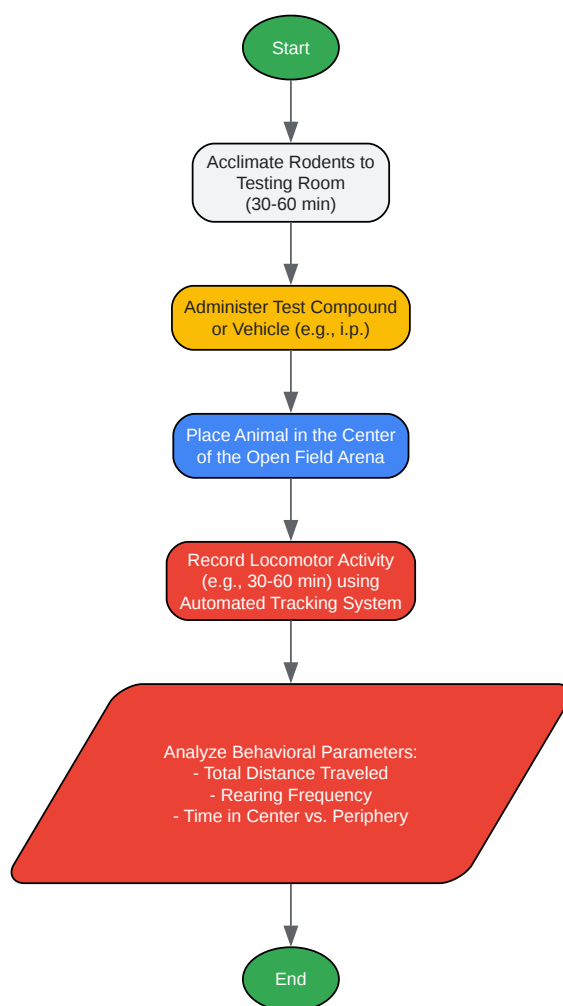 Start
Acclimate Rodents to
Testing Room
(30-60 min)
Administer Test Compound
or Vehicle (e.g., i.p.)
Place Animal in the Center
of the Open Field Arena
Record Locomotor Activity
(e.g., 30-60 min) using
Automated Tracking System
Analyze Behavioral Parameters:
- Total Distance Traveled
- Rearing Frequency
- Time in Center vs. Periphery
End